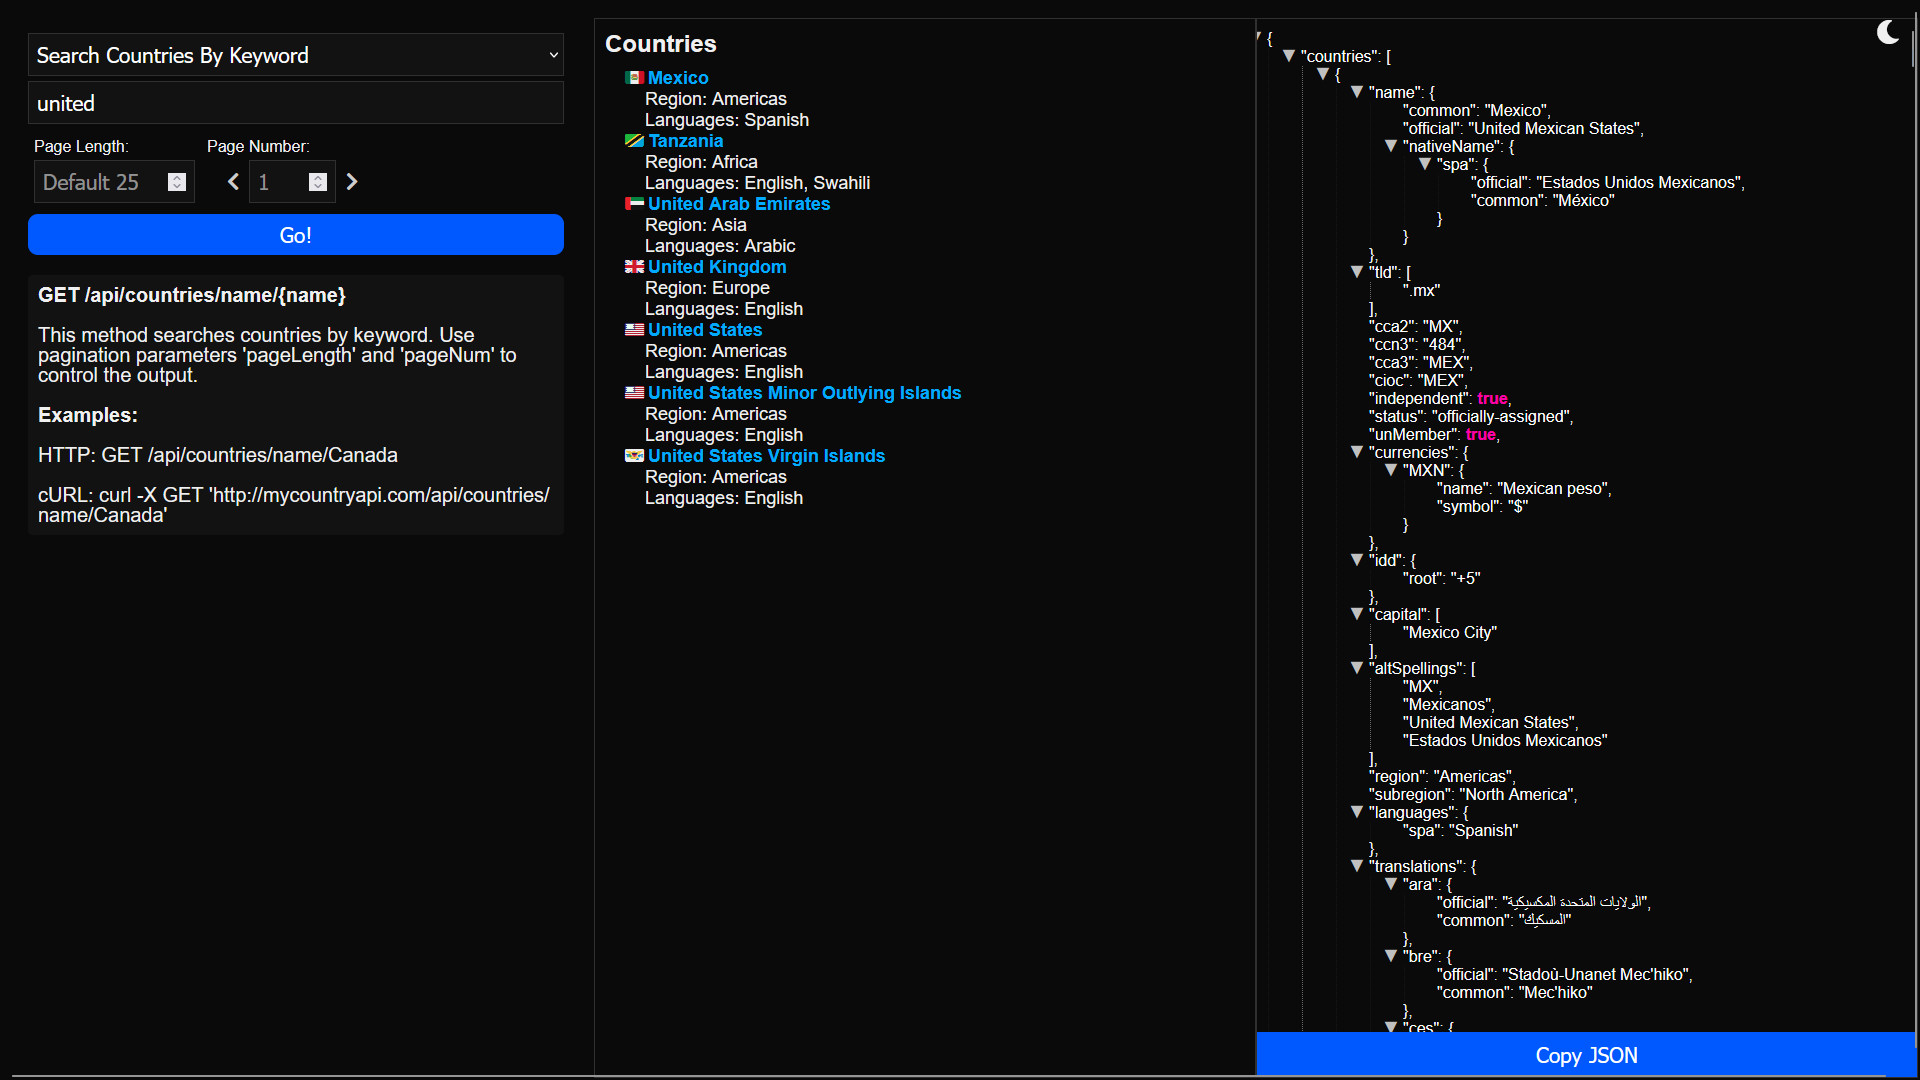 Search Countries By Keyword
united
Page Length:
Page Number:
Default 25
1
Go!
GET /api/countries/name/{name}
This method searches countries by keyword. Use
pagination parameters 'pageLength' and 'pageNum' to
control the output.
Examples:
HTTP: GET /api/countries/name/Canada
cURL: curl -X GET 'http://mycountryapi.com/api/countries/
name/Canada'
Countries
Mexico
Region: Americas
Languages: Spanish
Tanzania
Region: Africa
Languages: English, Swahili
United Arab Emirates
Region: Asia
Languages: Arabic
United Kingdom
Region: Europe
Languages: English
United States
Region: Americas
Languages: English
United States Minor Outlying Islands
Region: Americas
Languages: English
United States Virgin Islands
Region: Americas
Languages: English
{
"countries": [
{
"name": {
"common": "Mexico",
"official": "United Mexican States",
"nativeName": {
"spa": {
"official": "Estados Unidos Mexicanos",
"common": "México"
}
}
},
"tld": [
".mx"
],
"cca2": "MX",
"ccn3": "484",
"cca3": "MEX",
"cioc": "MEX",
"independent": true,
"status": "officially-assigned",
"unMember": true,
"currencies": {
"MXN": {
"name": "Mexican peso",
"symbol": "$"
}
},
"idd": {
"root": "+5"
},
"capital": [
"Mexico City"
],
"altSpellings": [
"MX",
"Mexicanos",
"United Mexican States",
"Estados Unidos Mexicanos"
],
"region": "Americas",
"subregion": "North America",
"languages": {
"spa": "Spanish"
},
"translations": {
"ara": {
"official": "الولايات المتحدة المكسيكية",
"common": "المسكيك"
},
"bre": {
"official": "Stadoù-Unanet Mec'hiko",
"common": "Mec'hiko"
},
"ces": {
Copy JSON